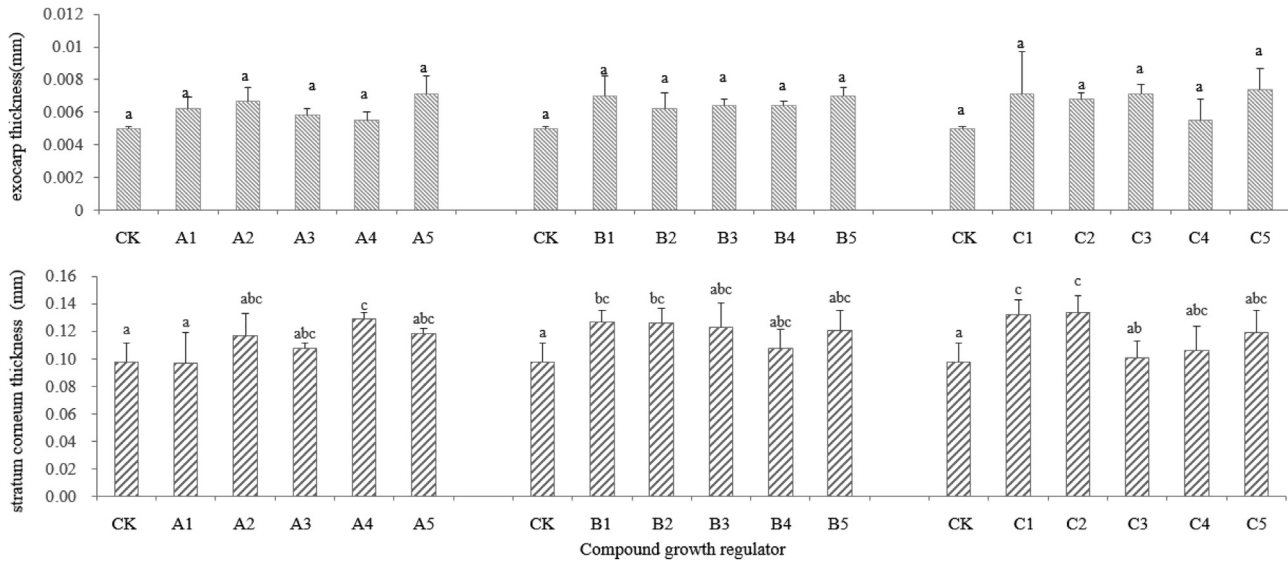 exocarp thickness(mm)
0.012
0.01
0.008
0.006
0.004
0.002
0
a a a a a a a a a a a a a a a a a a
CK A1 A2 A3 A4 A5 CK B1 B2 B3 B4 B5 CK C1 C2 C3 C4 C5
stratum corneum thickness (mm)
0.16
0.14
0.12
0.10
0.08
0.06
0.04
0.02
0.00
a a abc abc c abc a bc bc abc abc abc a c c ab abc abc
CK A1 A2 A3 A4 A5 CK B1 B2 B3 B4 B5 CK C1 C2 C3 C4 C5
Compound growth regulator